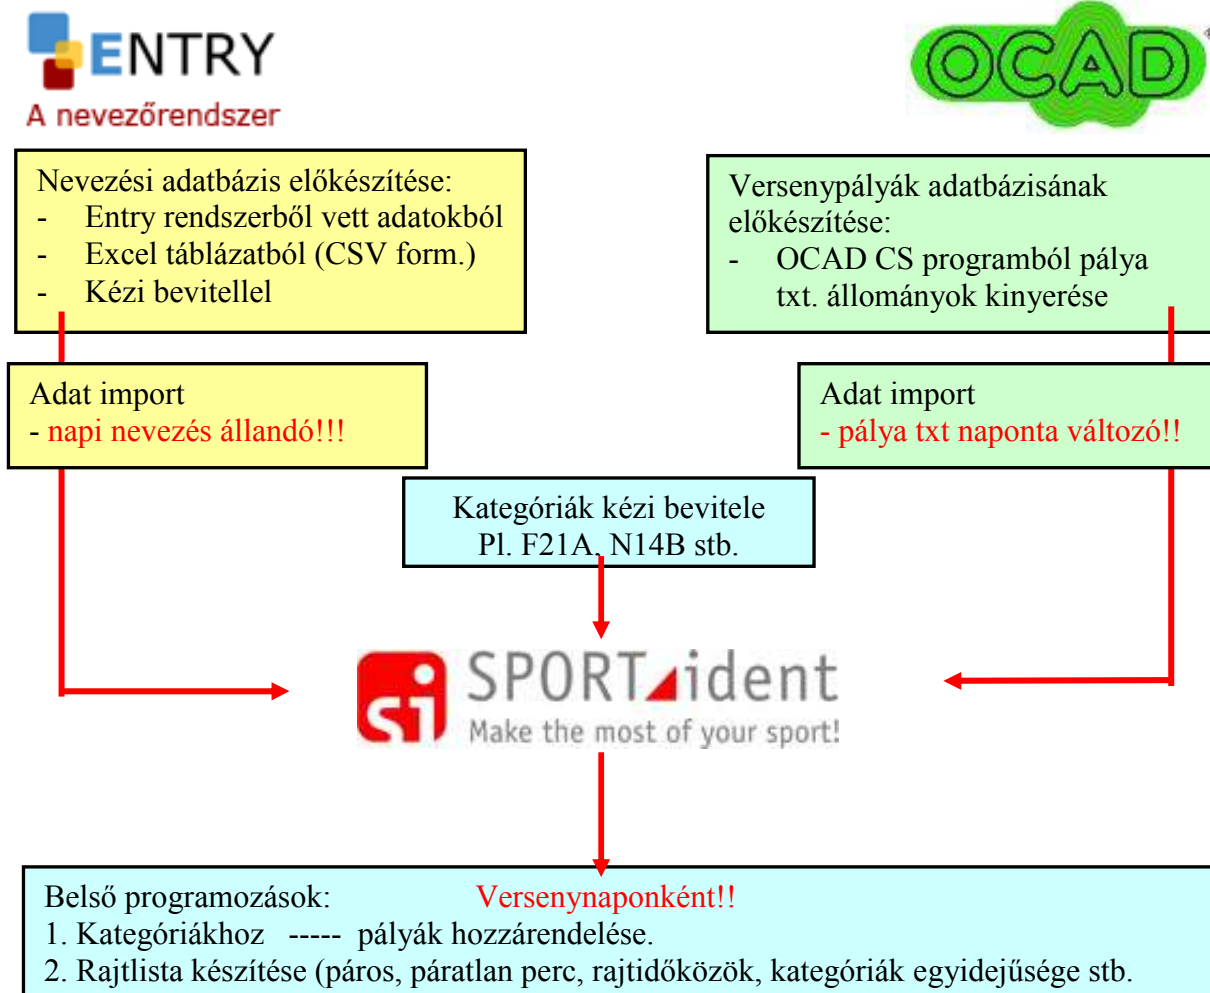 ENTRY
A nevezőrendszer
OCAD
Nevezési adatbázis előkészítése:
- Entry rendszerből vett adatokból
- Excel táblázatból (CSV form.)
- Kézi bevitellel
Versenypályák adatbázisának
előkészítése:
- OCAD CS programból pálya
txt. állományok kinyerése
Adat import
- napi nevezés állandó!!!
Adat import
- pálya txt naponta változó!!
Kategóriák kézi bevitele
Pl. F21A, N14B stb.
si SPORTident
Make the most of your sport!
Belső programozások: Versenynaponként!!
1. Kategóriákhoz ----- pályák hozzárendelése.
2. Rajtlista készítése (páros, páratlan perc, rajtidőközök, kategóriák egyidejűsége stb.